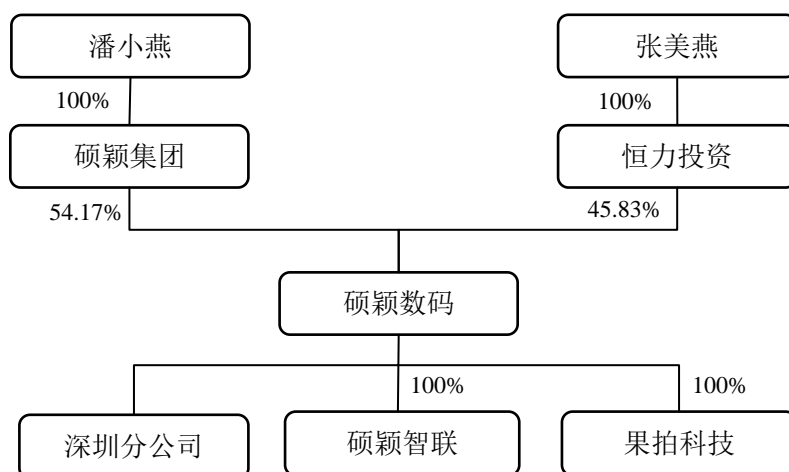 潘小燕
张美燕
100%
100%
硕颖集团
恒力投资
54.17%
45.83%
硕颖数码
100%
100%
深圳分公司
硕颖智联
果拍科技